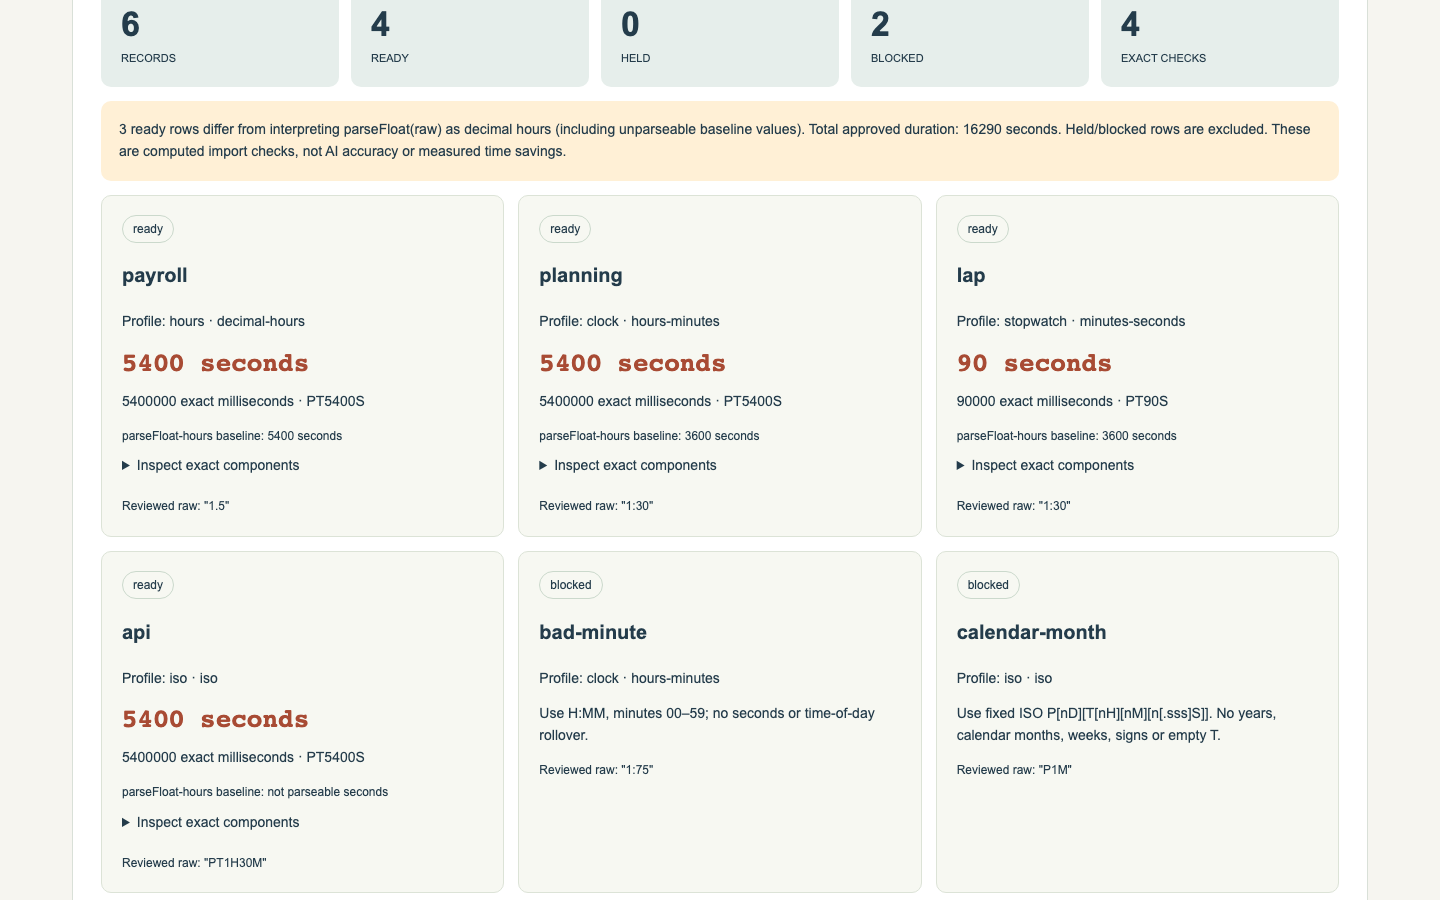 6
RECORDS
4
READY
0
HELD
2
BLOCKED
4
EXACT CHECKS
3 ready rows differ from interpreting parseFloat(raw) as decimal hours (including unparseable baseline values). Total approved duration: 16290 seconds. Held/blocked rows are excluded. These
are computed import checks, not AI accuracy or measured time savings.
ready
payroll
Profile: hours · decimal-hours
5400 seconds
5400000 exact milliseconds · PT5400S
parseFloat-hours baseline: 5400 seconds
▶ Inspect exact components
Reviewed raw: "1.5"
ready
planning
Profile: clock · hours-minutes
5400 seconds
5400000 exact milliseconds · PT5400S
parseFloat-hours baseline: 3600 seconds
▶ Inspect exact components
Reviewed raw: "1:30"
ready
lap
Profile: stopwatch · minutes-seconds
90 seconds
90000 exact milliseconds · PT90S
parseFloat-hours baseline: 3600 seconds
▶ Inspect exact components
Reviewed raw: "1:30"
ready
api
Profile: iso · iso
5400 seconds
5400000 exact milliseconds · PT5400S
parseFloat-hours baseline: not parseable seconds
▶ Inspect exact components
Reviewed raw: "PT1H30M"
blocked
bad-minute
Profile: clock · hours-minutes
Use H:MM, minutes 00–59; no seconds or time-of-day
rollover.
Reviewed raw: "1:75"
blocked
calendar-month
Profile: iso · iso
Use fixed ISO P[nD][T[nH][nM][n[.sss]S]]. No years,
calendar months, weeks, signs or empty T.
Reviewed raw: "P1M"